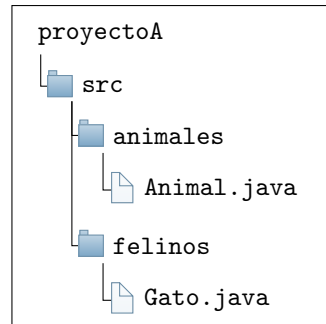 proyectoA
src
animales
Animal.java
felinos
Gato.java